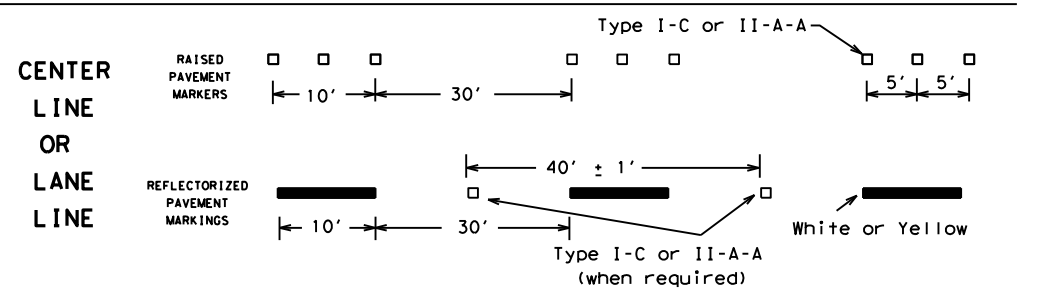 Type I-C or II-A-A
CENTER
LINE
OR
LANE
LINE
RAISED
PAVEMENT
MARKERS
10'
30'
5'
5'
REFLECTORIZED
PAVEMENT
MARKINGS
40' ± 1'
10'
30'
Type I-C or II-A-A
(when required)
White or Yellow